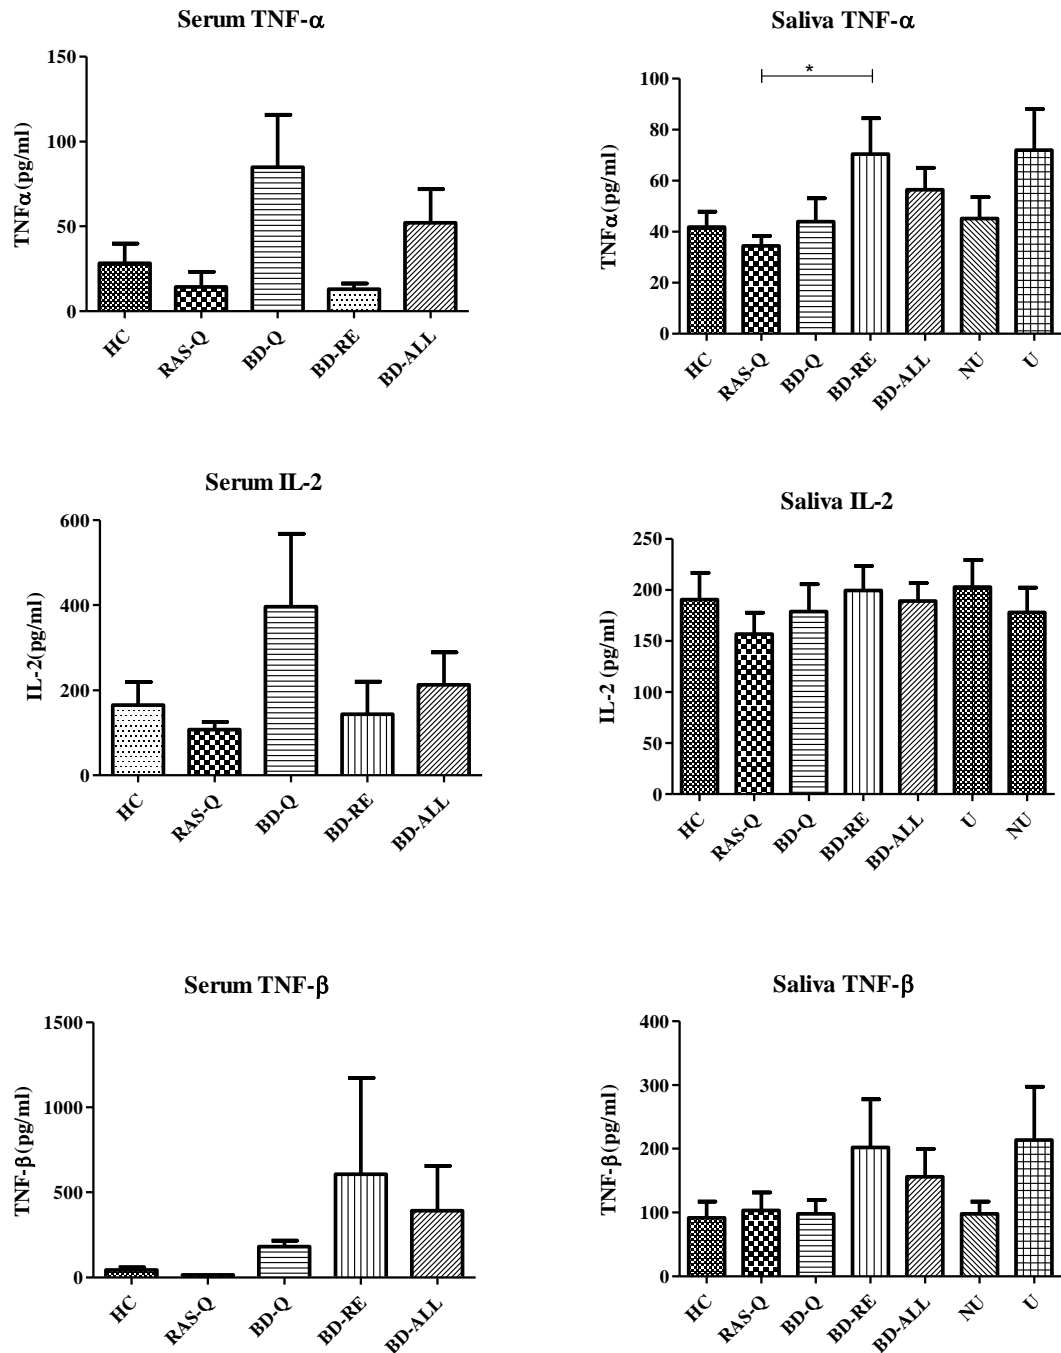 Serum TNF-α
TNFα(pg/ml)
150
100
50
0
HC
RAS-Q
BD-Q
BD-RE
BD-ALL
Saliva TNF-α
*
TNFα(pg/ml)
100
80
60
40
20
0
HC
RAS-Q
BD-Q
BD-RE
BD-ALL
NU
U
Serum IL-2
IL-2(pg/ml)
600
400
200
0
HC
RAS-Q
BD-Q
BD-RE
BD-ALL
Saliva IL-2
IL-2 (pg/ml)
250
200
150
100
50
0
HC
RAS-Q
BD-Q
BD-RE
BD-ALL
U
NU
Serum TNF-β
TNF-β(pg/ml)
1500
1000
500
0
HC
RAS-Q
BD-Q
BD-RE
BD-ALL
Saliva TNF-β
TNF-β(pg/ml)
400
300
200
100
0
HC
RAS-Q
BD-Q
BD-RE
BD-ALL
NU
U